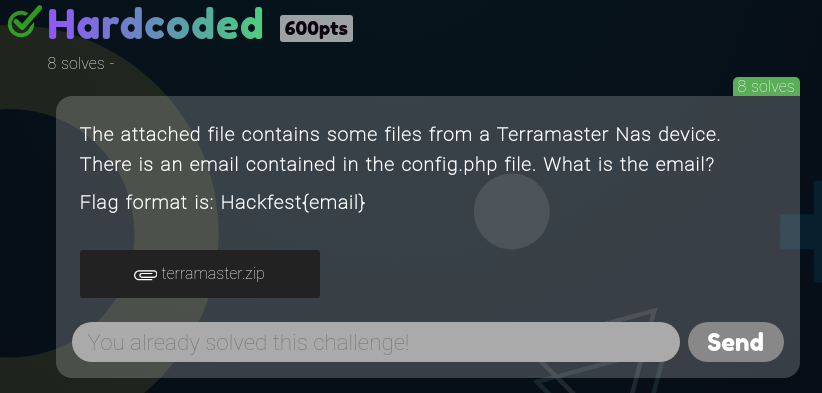 Hardcoded 600pts
8 solves -
8 solves
The attached file contains some files from a Terramaster Nas device.
There is an email contained in the config.php file. What is the email?
Flag format is: Hackfest{email}
terramaster.zip
You already solved this challenge! Send